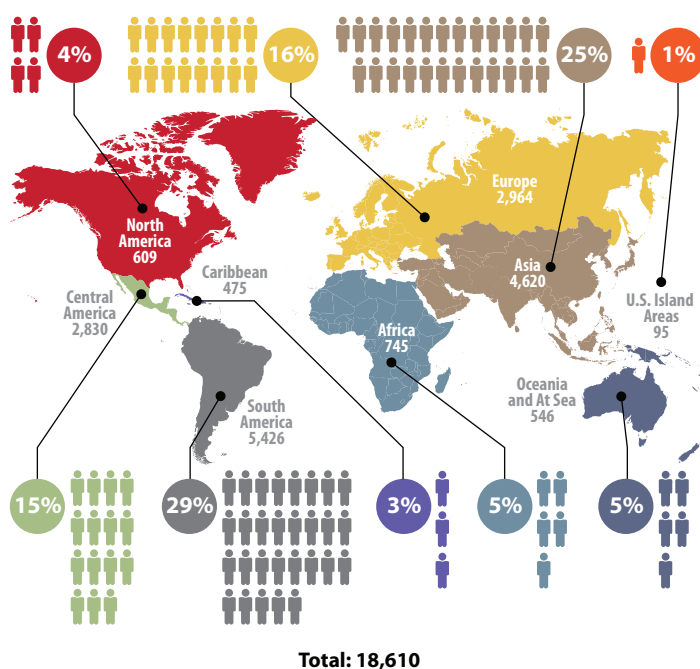 4%
16%
25%
1%
Europe
2,964
North
America
609
Caribbean
475
Asia
4,620
Central
America
2,830
U.S. Island
Areas
95
Africa
745
Oceania
and At Sea
546
South
America
5,426
15%
29%
3%
5%
5%
Total: 18,610